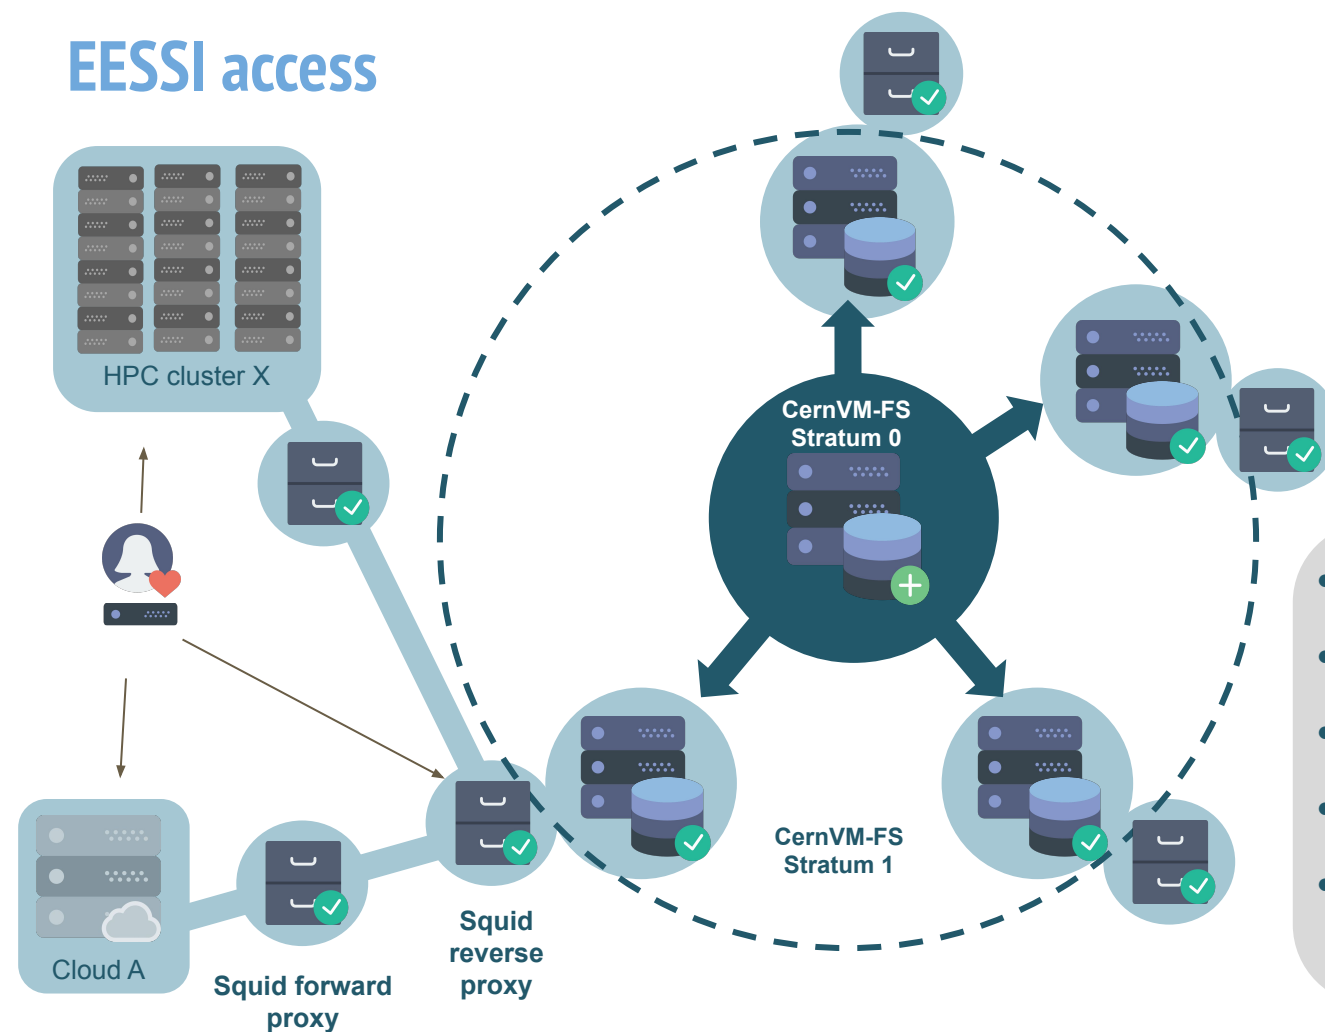 EESSI access
HPC cluster X
CernVM-FS
Stratum 0
CernVM-FS
Stratum 1
Squid
reverse
proxy
Cloud A
Squid forward
proxy